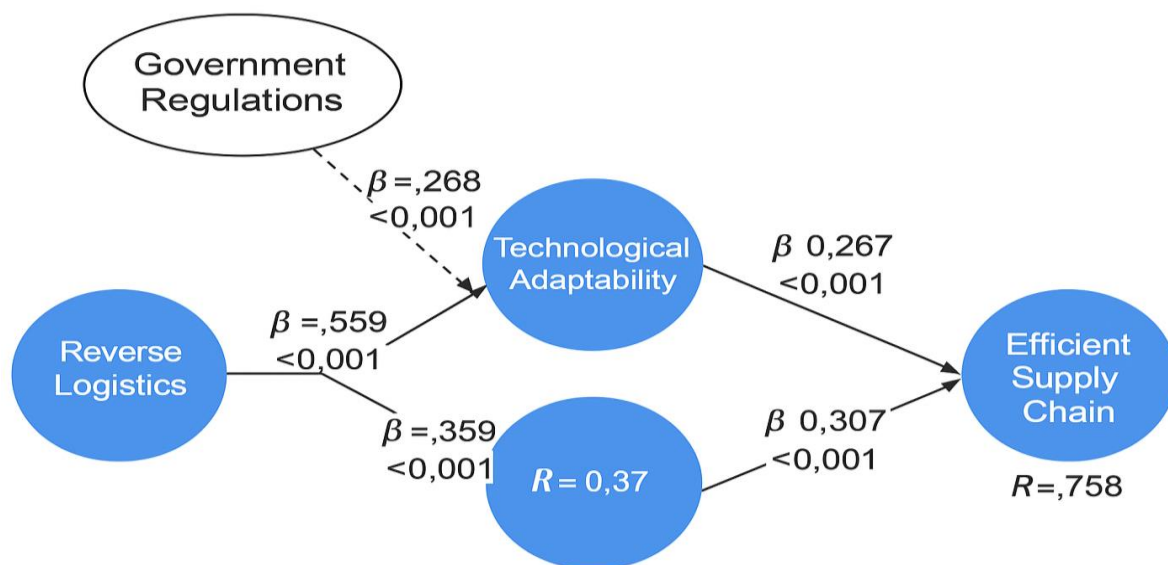 Government
Regulations
β =,268
<0,001
Technological
Adaptability
β 0,267
<0,001
Reverse
Logistics
β =,559
<0,001
Efficient
Supply
Chain
β =,359
<0,001
R = 0,37
β 0,307
<0,001
R=,758